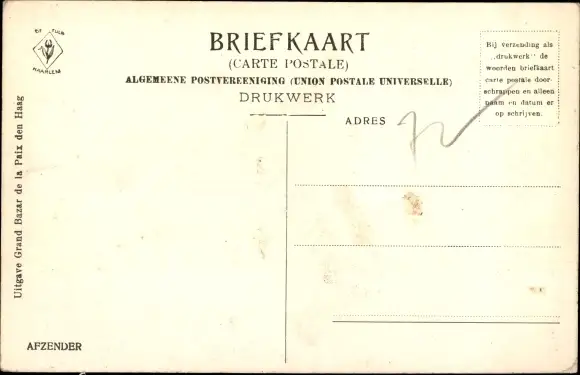 DE TULP
HAARLEM
BRIEFKAART
(CARTE POSTALE)
ALGEMEENE POSTVEREENIGING (UNION POSTALE UNIVERSELLE)
DRUKWERK
ADRES
Bij verzending als
„drukwerk" de
woorden briefkaart
carte postale door-
schrappen en alleen
naam en datum er
op schrijven.
Uitgave Grand Bazar de la Paix den Haag
AFZENDER